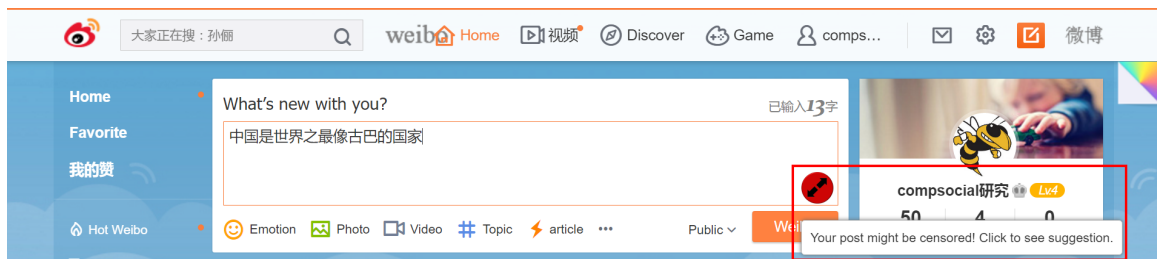 大家正在搜：孙俪
weibo Home 视频 Discover Game comps... 微博
Home
Favorite
我的赞
Hot Weibo
What's new with you?
已输入13字
中国是世界之最像古巴的国家
Emotion Photo Video Topic article ••• Public
compsocial研究 Lv4
50 4 0
Your post might be censored! Click to see suggestion.